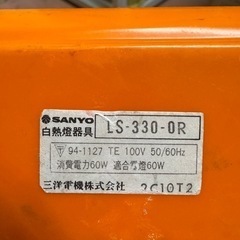 SANYO
白熱燈器具 LS-330-OR
〒 94-1127 TE 100V 50/60Hz
消費電力60W 適合電燈60W
三洋電機株式会社 2C10T2